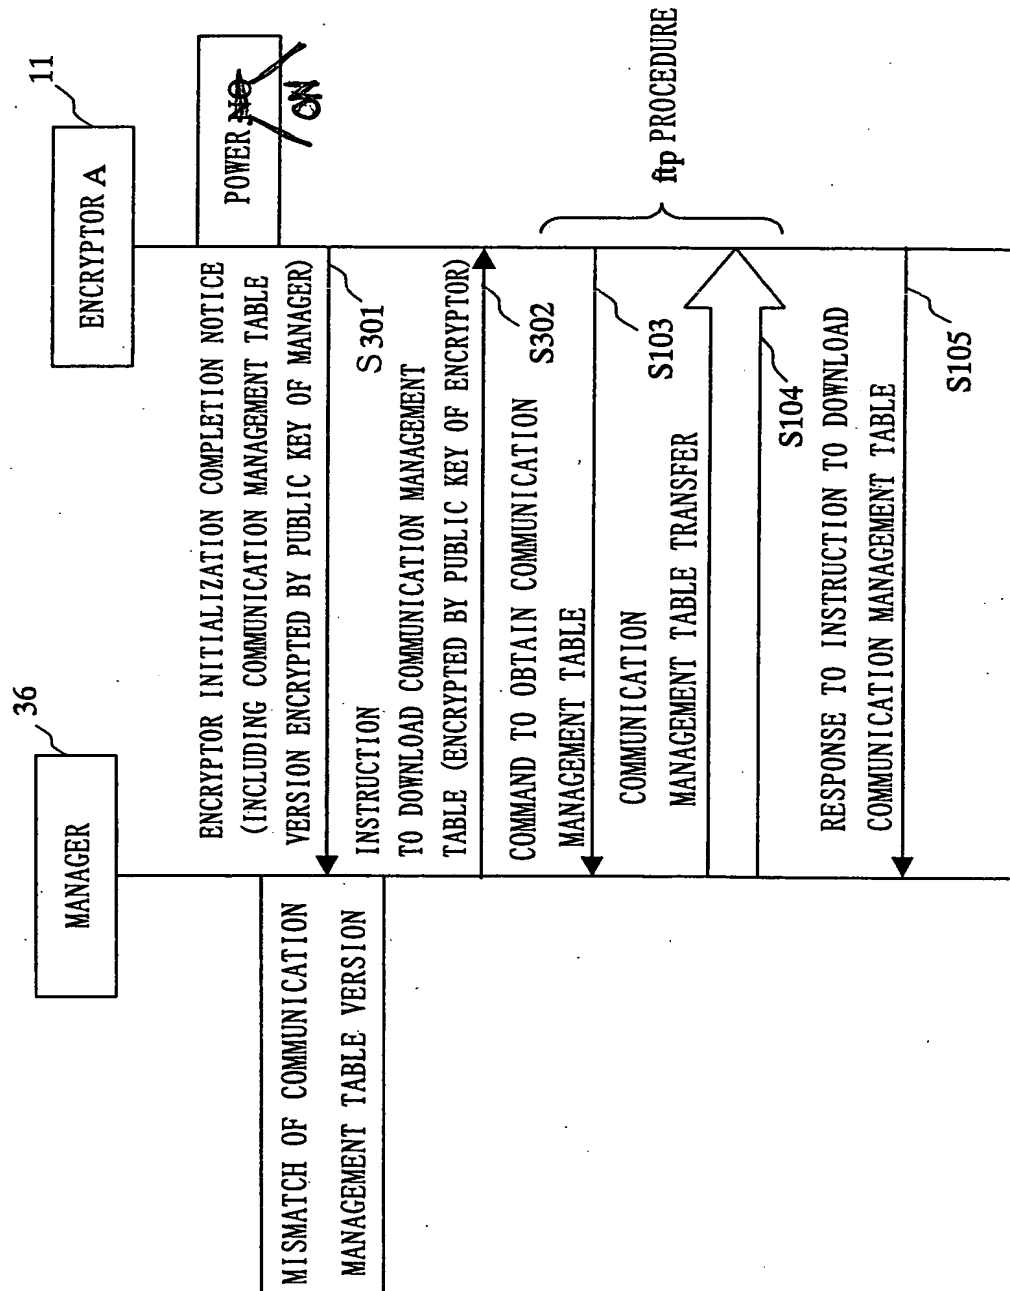 36
MANAGER
11
ENCRYPTOR A
POWER NO
ON
ENCRYPTOR INITIALIZATION COMPLETION NOTICE
(INCLUDING COMMUNICATION MANAGEMENT TABLE
VERSION ENCRYPTED BY PUBLIC KEY OF MANAGER)
S301
MISMATCH OF COMMUNICATION
MANAGEMENT TABLE VERSION
INSTRUCTION
TO DOWNLOAD COMMUNICATION MANAGEMENT
TABLE (ENCRYPTED BY PUBLIC KEY OF ENCRYPTOR)
S302
COMMAND TO OBTAIN COMMUNICATION
MANAGEMENT TABLE
S103
ftp PROCEDURE
COMMUNICATION
MANAGEMENT TABLE TRANSFER
S104
RESPONSE TO INSTRUCTION TO DOWNLOAD
COMMUNICATION MANAGEMENT TABLE
S105